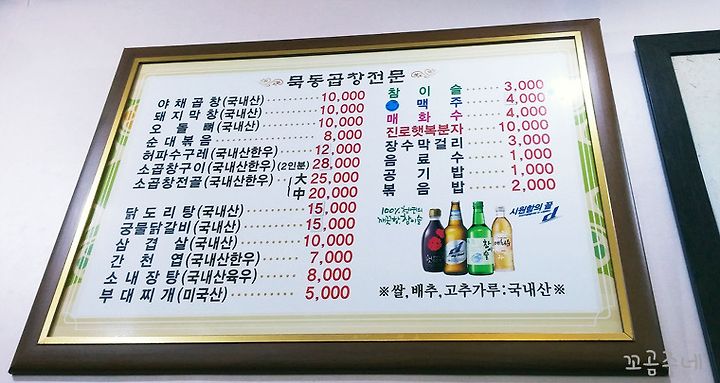 묵동곱창전문
야채곱창(국내산) 10,000
돼지막창(국내산) 10,000
오돌뼈(국내산) 10,000
순대볶음 8,000
허파수구레(국내산한우) 12,000
소곱창구이(국내산한우)(2인분) 28,000
소곱창전골(국내산한우) 大 25,000
中 20,000
닭도리탕(국내산) 15,000
궁물닭갈비(국내산) 15,000
삼겹살(국내산) 10,000
간천엽(국내산한우) 7,000
소내장탕(국내산육우) 8,000
부대찌개(미국산) 5,000
참이슬 3,000
맥주 4,000
매화수 4,000
진로햇복분자 10,000
장수막걸리 3,000
음료수 1,000
공기밥 1,000
볶음밥 2,000
100%
시원함의 끝
※쌀,배추,고추가루:국내산※
꼬곰주네